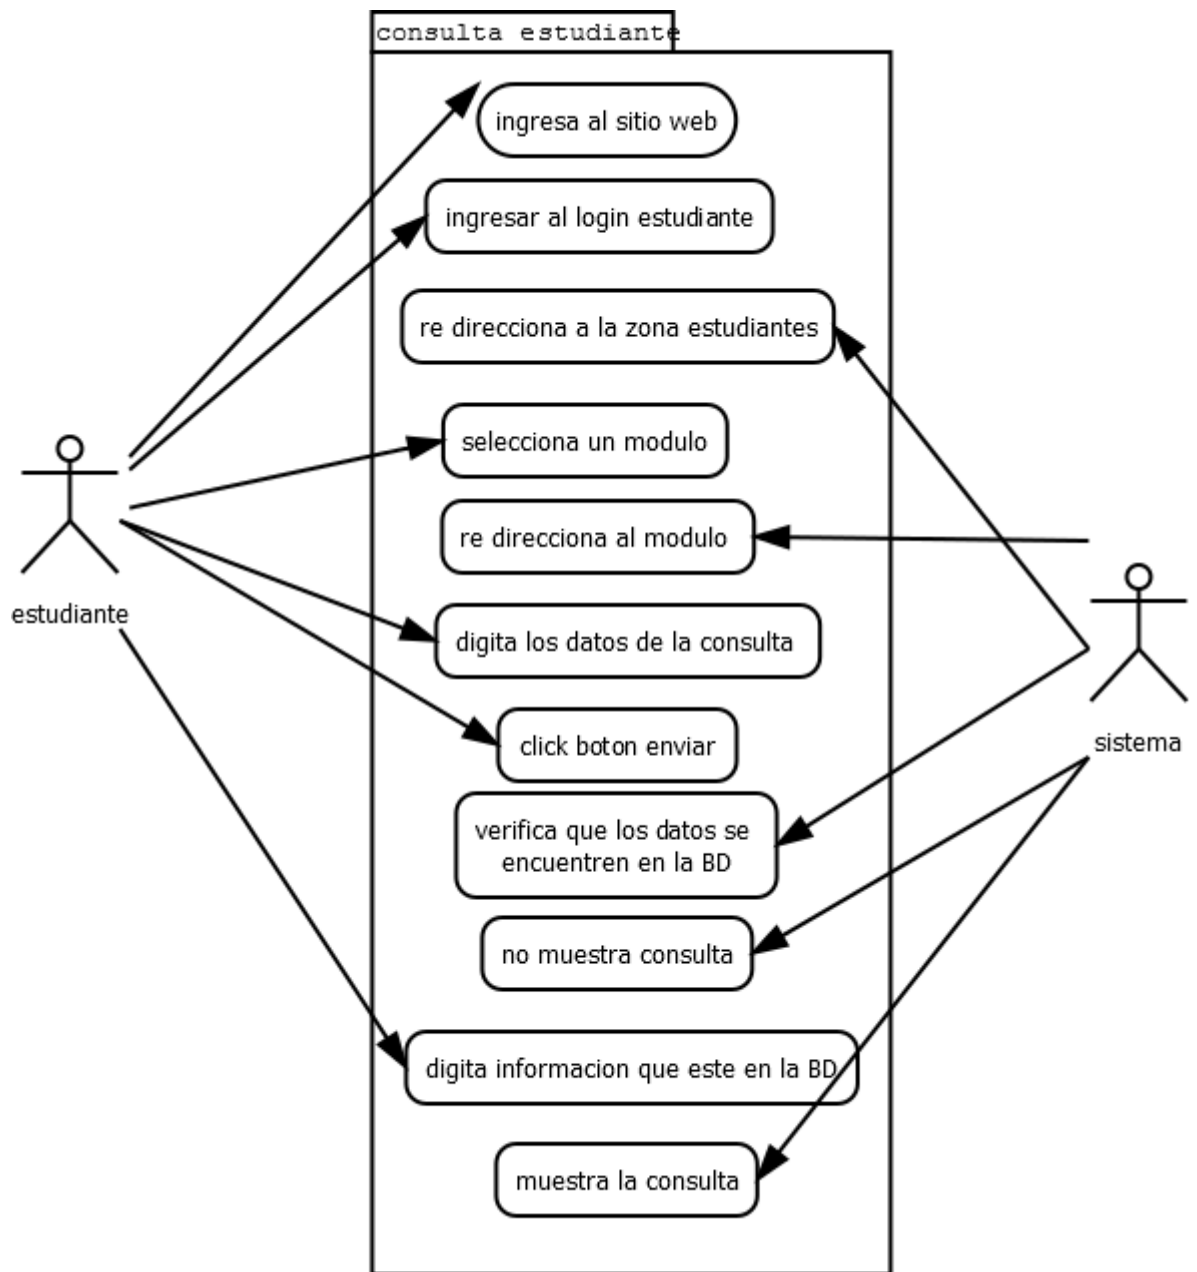 consulta estudiante
ingresa al sitio web
ingresar al login estudiante
re direcciona a la zona estudiantes
selecciona un modulo
re direcciona al modulo
estudiante
digita los datos de la consulta
click boton enviar
sistema
verifica que los datos se
encuentren en la BD
no muestra consulta
digita informacion que este en la BD
muestra la consulta